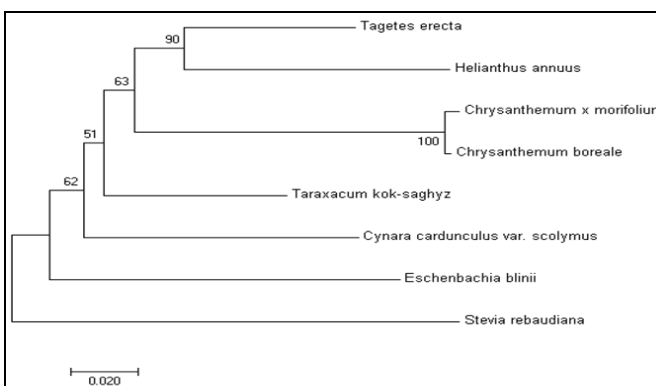 Tagetes erecta
90
Helianthus annuus
63
Chrysanthemum x morifolium
100
Chrysanthemum boreale
51
Taraxacum kok-saghyz
62
Cynara cardunculus var. scolymus
Eschenbachia blinii
Stevia rebaudiana
0.020